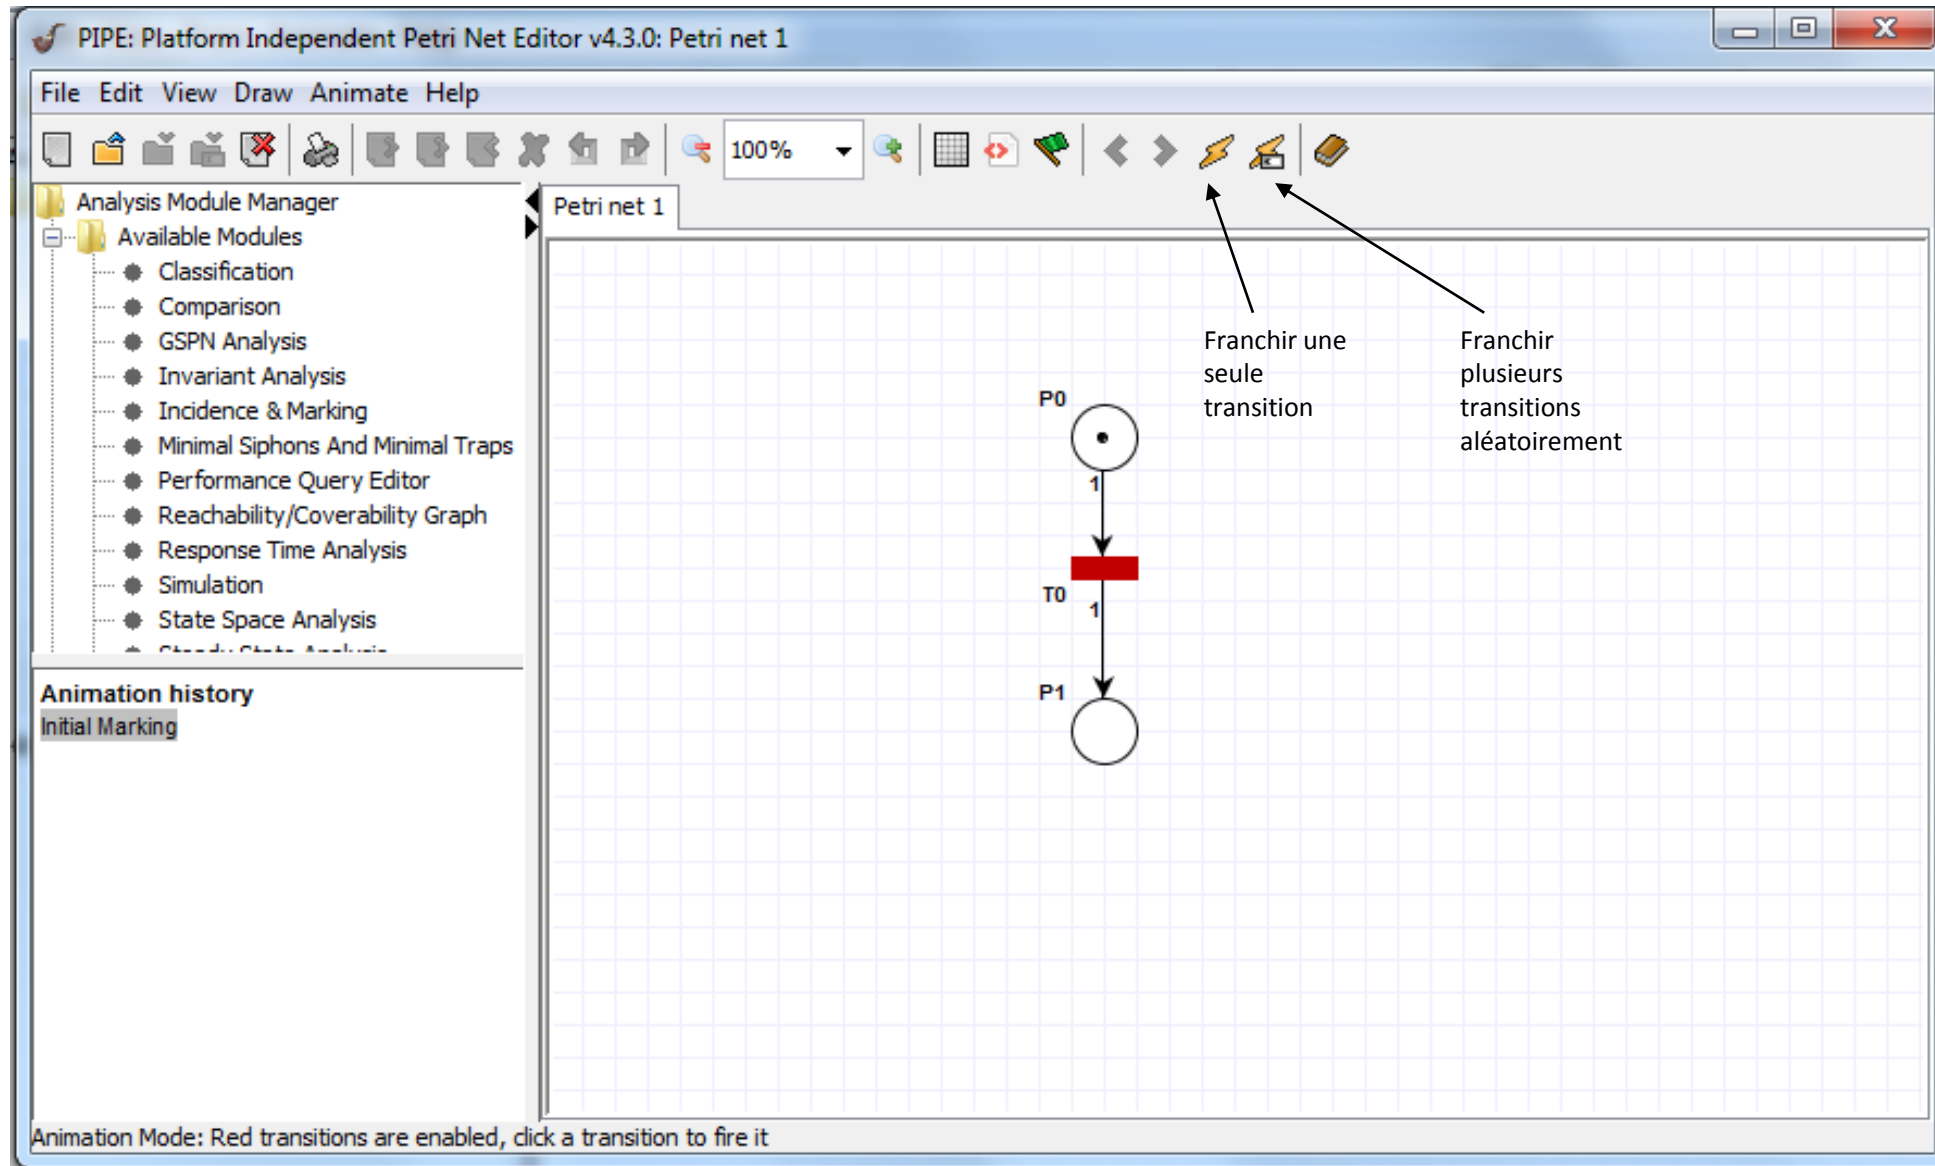 PIPE: Platform Independent Petri Net Editor v4.3.0: Petri net 1
File Edit View Draw Animate Help
100%
Analysis Module Manager
Available Modules
Classification
Comparison
GSPN Analysis
Invariant Analysis
Incidence & Marking
Minimal Siphons And Minimal Traps
Performance Query Editor
Reachability/Coverability Graph
Response Time Analysis
Simulation
State Space Analysis
Steady State Analysis
Animation history
Initial Marking
Petri net 1
Franchir une
seule
transition
Franchir
plusieurs
transitions
aléatoirement
P0
1
T0
1
P1
Animation Mode: Red transitions are enabled, click a transition to fire it